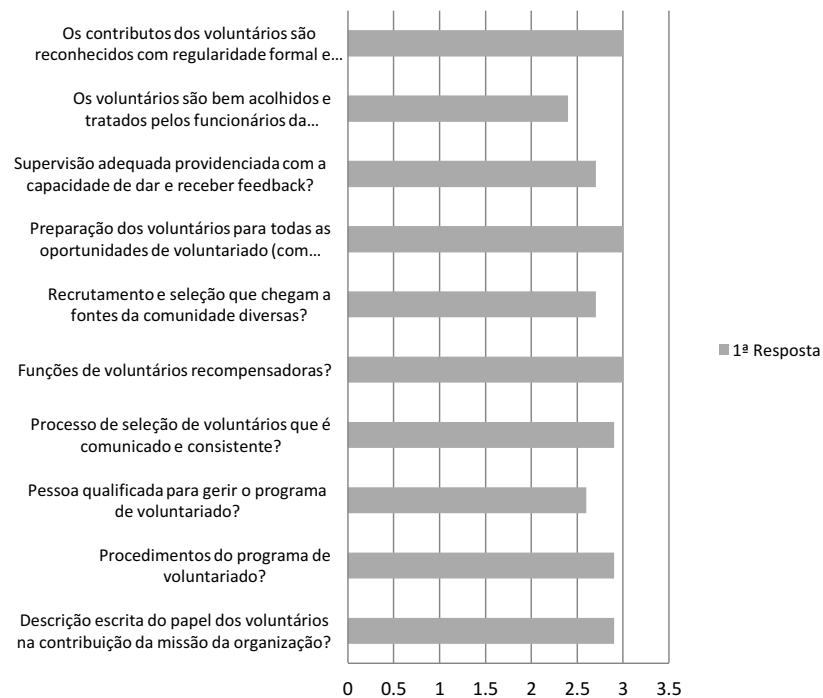 Os contributos dos voluntários são
reconhecidos com regularidade formal e...
Os voluntários são bem acolhidos e
tratados pelos funcionários da...
Supervisão adequada providenciada com a
capacidade de dar e receber feedback?
Preparação dos voluntários para todas as
oportunidades de voluntariado (com...
Recrutamento e seleção que chegam a
fontes da comunidade diversas?
Funções de voluntários recompensadoras?
Processo de seleção de voluntários que é
comunicado e consistente?
Pessoa qualificada para gerir o programa
de voluntariado?
Procedimentos do programa de
voluntariado?
Descrição escrita do papel dos voluntários
na contribuição da missão da organização?
0 0.5 1 1.5 2 2.5 3 3.5
1ª Resposta